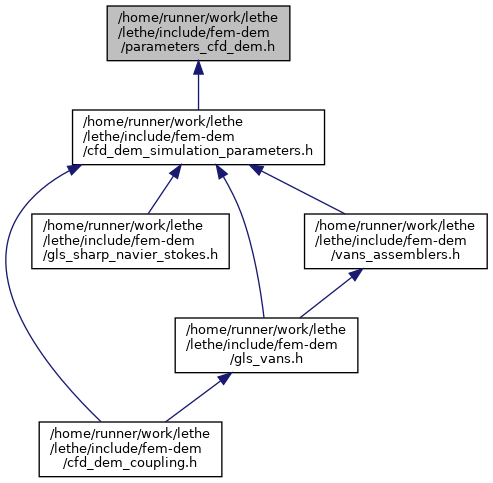 /home/runner/work/lethe
/lethe/include/fem-dem
/parameters_cfd_dem.h
/home/runner/work/lethe
/lethe/include/fem-dem
/cfd_dem_simulation_parameters.h
/home/runner/work/lethe
/lethe/include/fem-dem
/gls_sharp_navier_stokes.h
/home/runner/work/lethe
/lethe/include/fem-dem
/vans_assemblers.h
/home/runner/work/lethe
/lethe/include/fem-dem
/gls_vans.h
/home/runner/work/lethe
/lethe/include/fem-dem
/cfd_dem_coupling.h